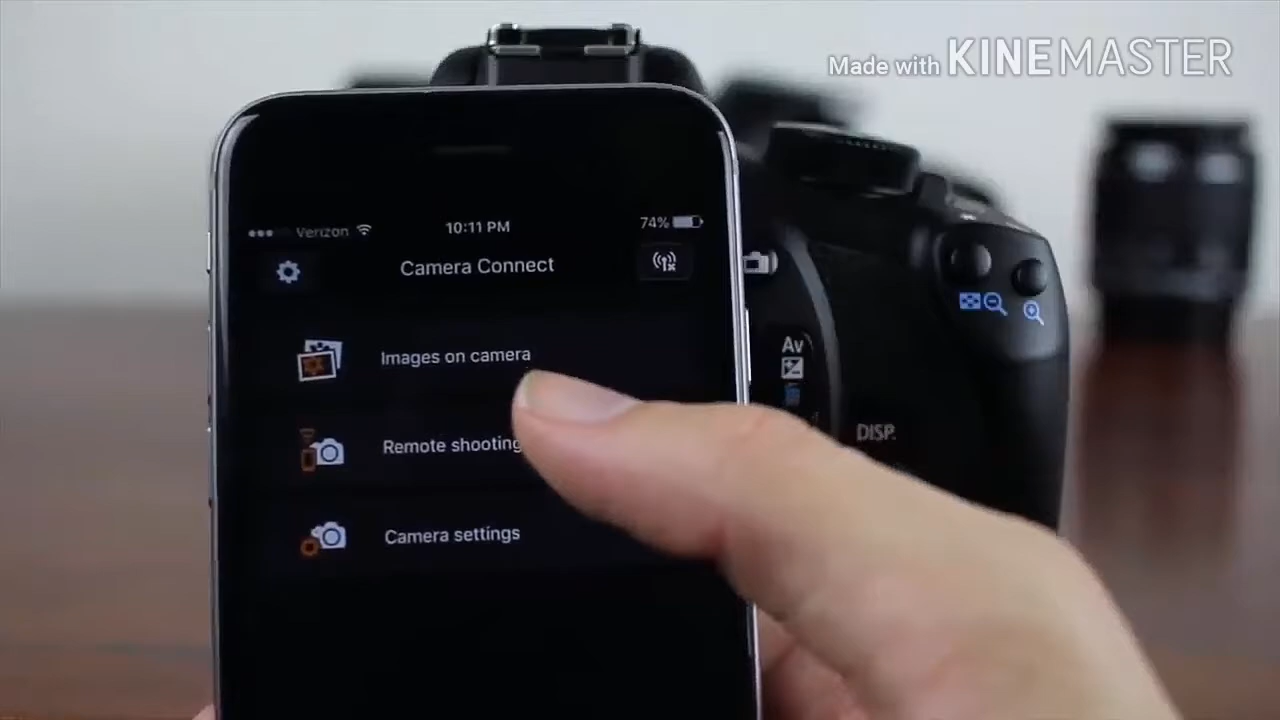 Made with KINEMASTER
Verizon 10:11 PM 74%
Camera Connect
Images on camera
Remote shooting
Camera settings
Av
DISP.